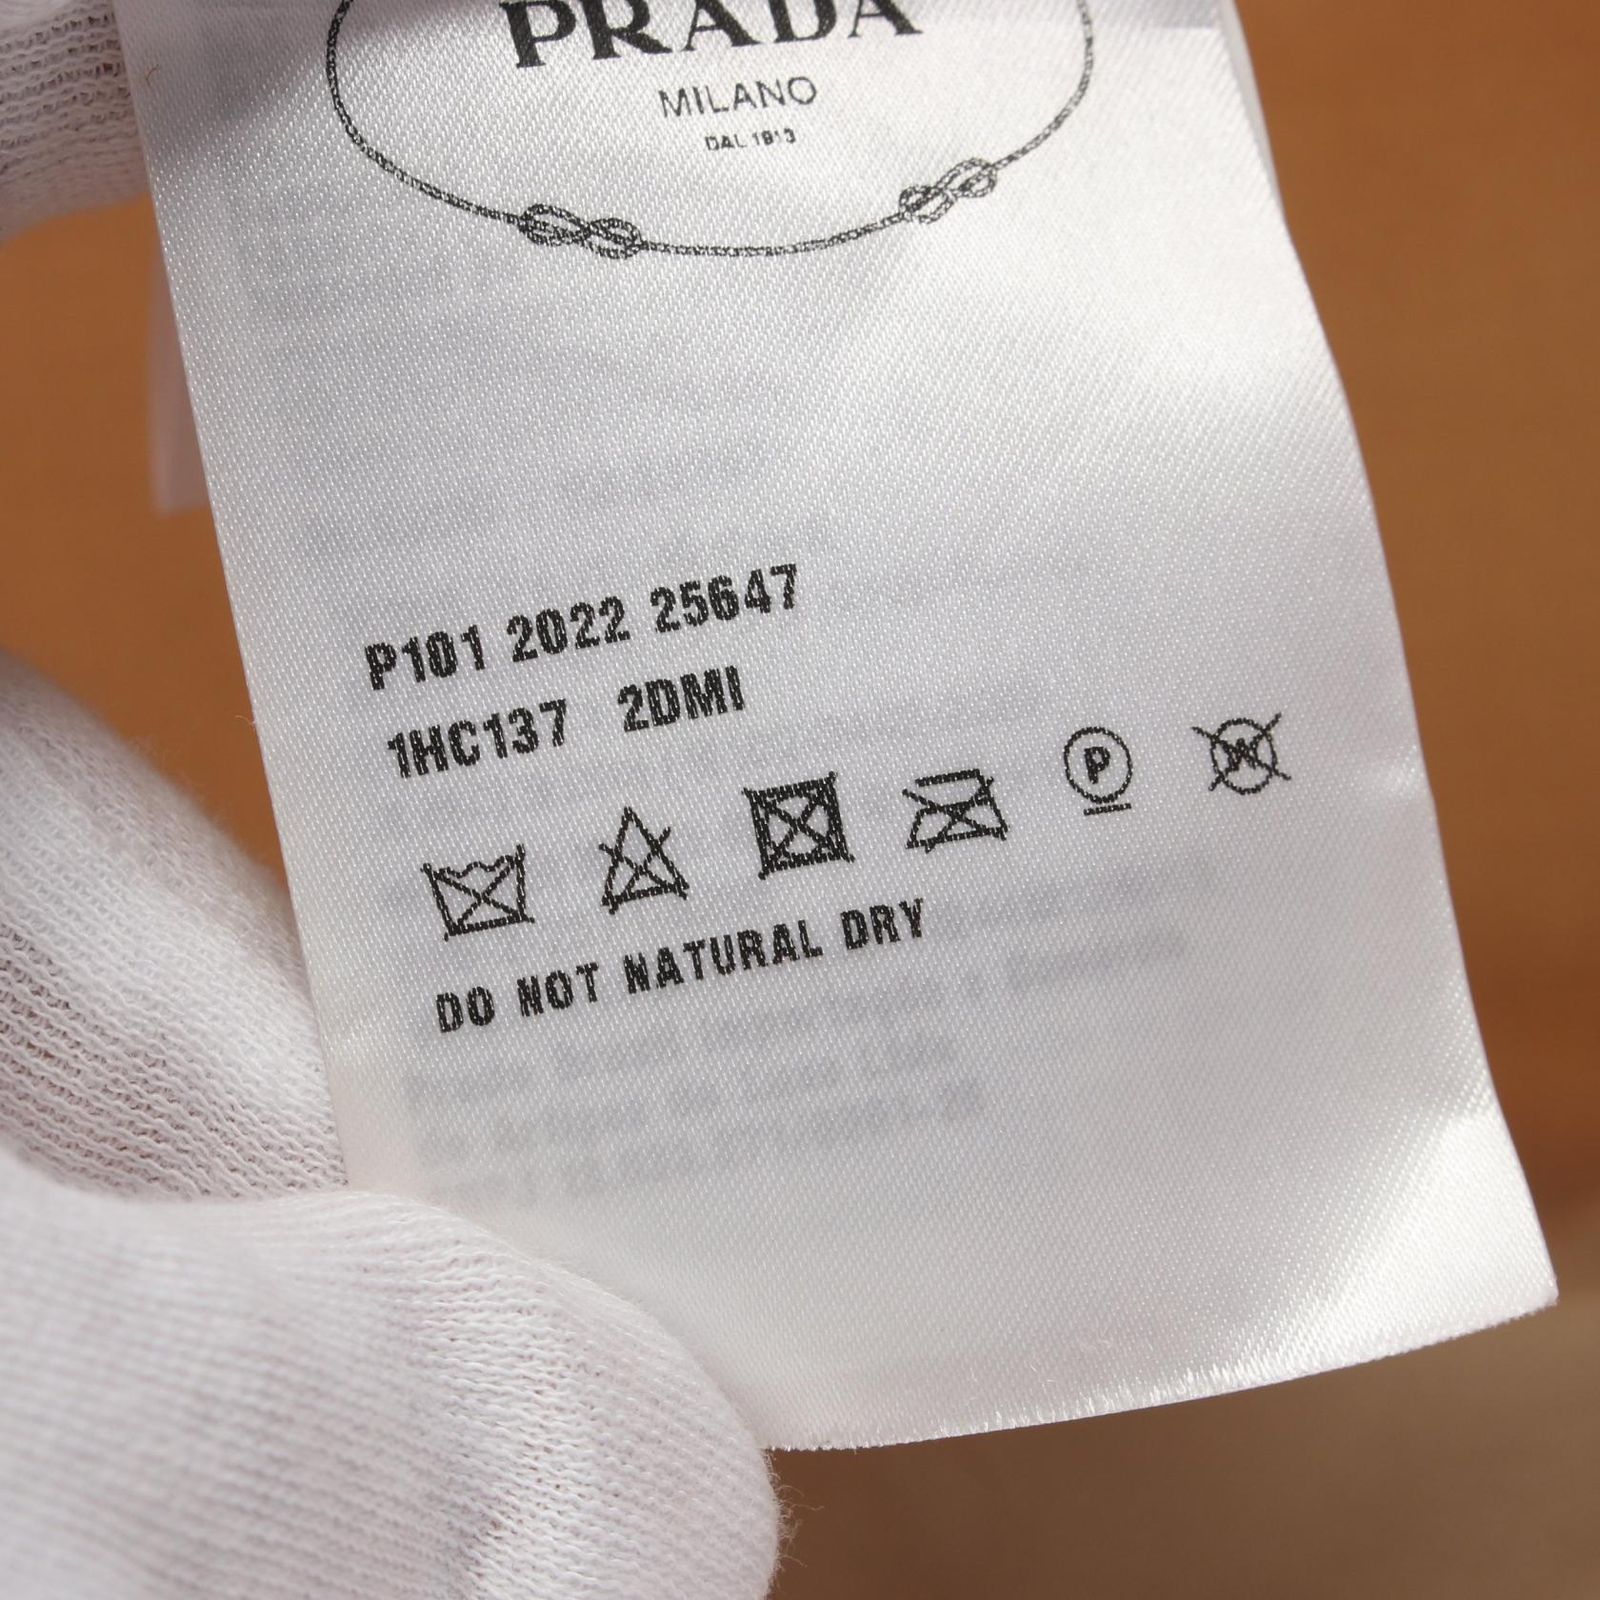 PRADA
MILANO
DAL 1913
P101 2022 25647
1HC137 2DMI
P W
DO NOT NATURAL DRY